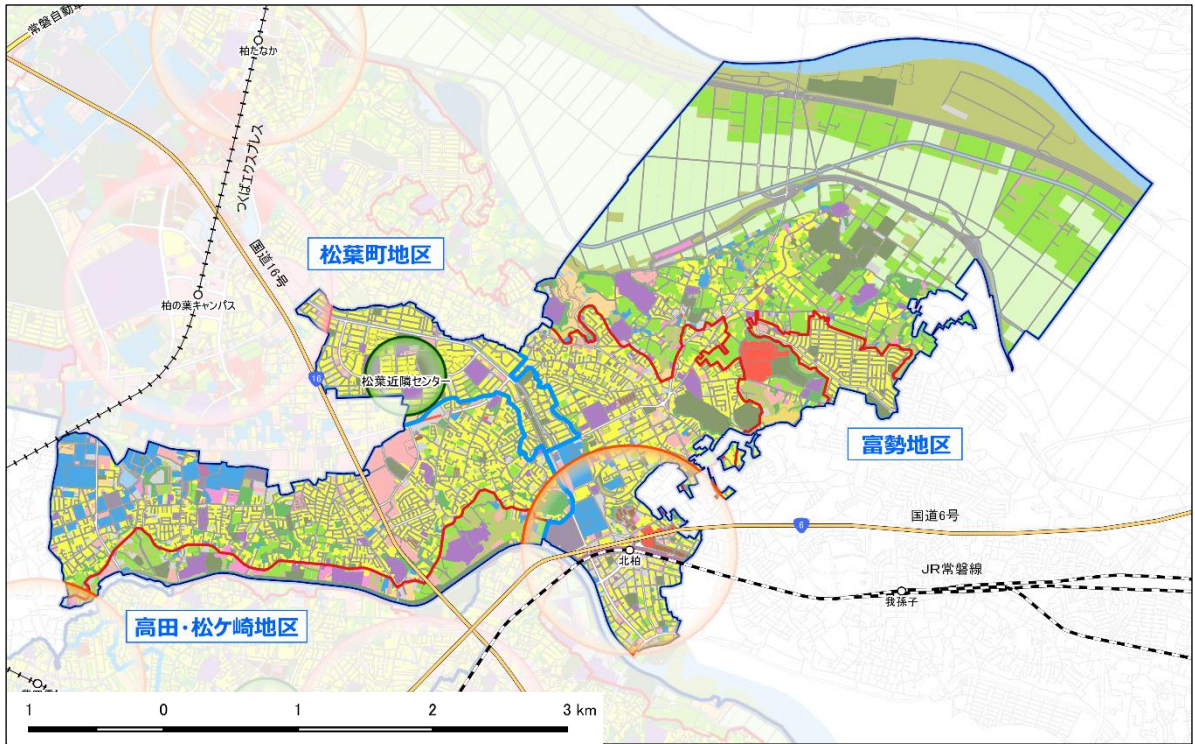 常磐自動車
柏たなか
つくばエクスプレス
国道16号
松葉町地区
柏の葉キャンパス
松葉近隣センター
16
富勢地区
国道6号
6
北柏
JR常磐線
我孫子
高田・松ケ崎地区
1 0 1 2 3 km